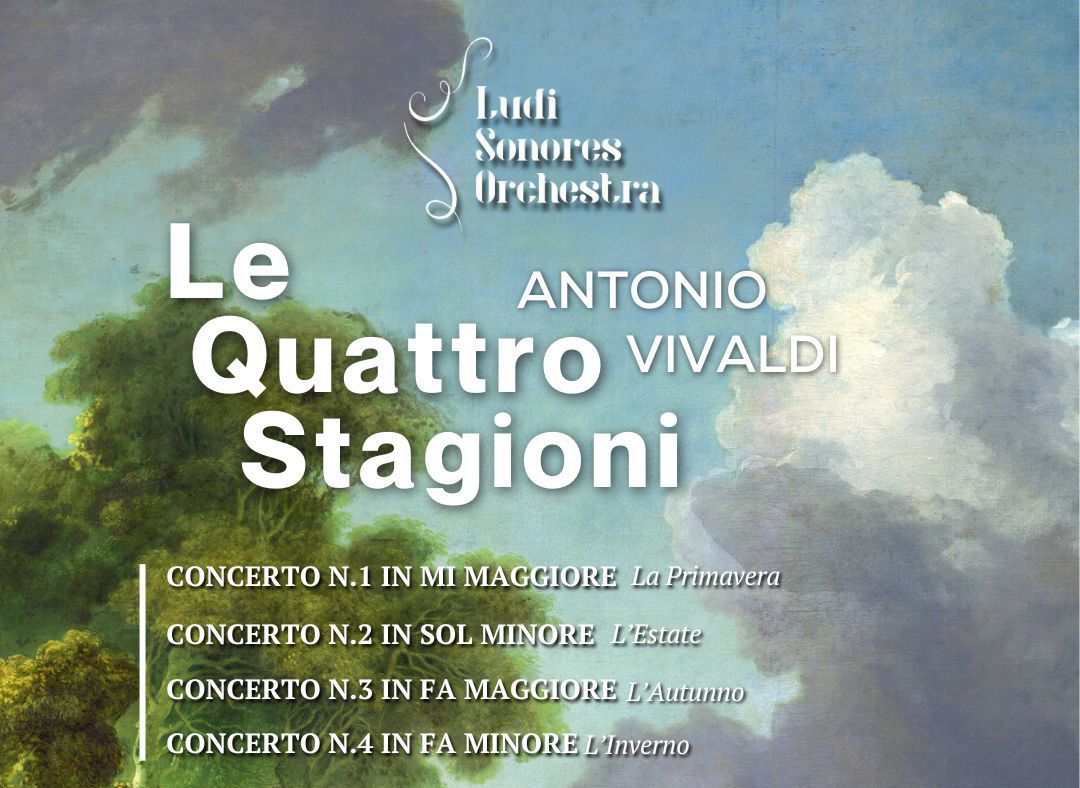 Ludi
Sonores
Orchestra
Le
Quattro
Stagioni
ANTONIO
VIVALDI
CONCERTO N.1 IN MI MAGGIORE La Primavera
CONCERTO N.2 IN SOL MINORE L’Estate
CONCERTO N.3 IN FA MAGGIORE L’Autunno
CONCERTO N.4 IN FA MINORE L’Inverno